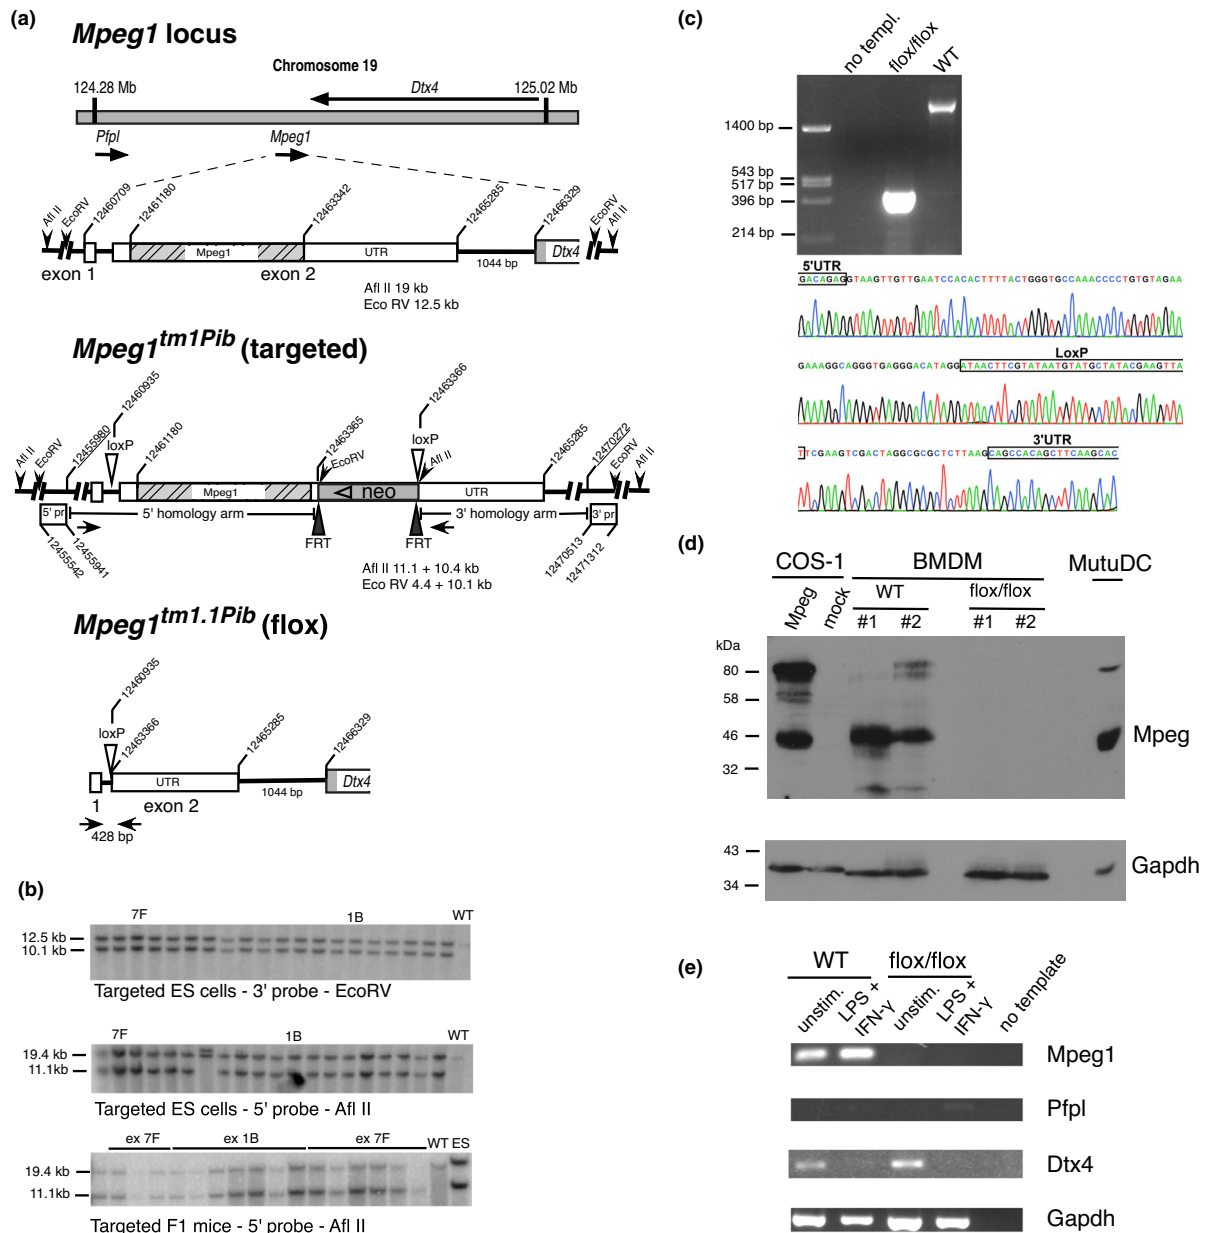 (a)
Mpeg1 locus
Chromosome 19
124.28 Mb
Dtx4
125.02 Mb
Pfpl
Mpeg1
Afl II
EcoRV
12460709
12461180
12463342
12465285
12466329
EcoRV
Afl II
Mpeg1
UTR
1044 bp
Dtx4
exon 1
exon 2
Afl II 19 kb
Eco RV 12.5 kb
Mpeg1tm1Pib (targeted)
Afl II
EcoRV
12455980
12460935
loxP
12461180
12463365
EcoRV
12463366
loxP
Afl II
12465285
12470272
EcoRV
Afl II
Mpeg1
neo
UTR
5' pr
5' homology arm
3' homology arm
3' pr
12455542
12455941
FRT
FRT
12470513
12471312
Afl II 11.1 + 10.4 kb
Eco RV 4.4 + 10.1 kb
Mpeg1tm1.1Pib (flox)
12460935
loxP
12463366
12465285
12466329
UTR
1044 bp
Dtx4
1
exon 2
428 bp
(b)
7F
1B
WT
12.5 kb
10.1 kb
Targeted ES cells - 3' probe - EcoRV
7F
1B
WT
19.4 kb
11.1kb
Targeted ES cells - 5' probe - Afl II
ex 7F
ex 1B
ex 7F
WT ES
19.4 kb
11.1kb
Targeted F1 mice - 5' probe - Afl II
(c)
no templ.
flox/flox
WT
1400 bp
543 bp
517 bp
396 bp
214 bp
5'UTR
GACAGAGGTAAGTTGTTGAATCCACACTTTTACTGGGTGCCAAACCCCTGTGTAGAA
LoxP
GAAAGGCAGGGTGAGGGACATAGGATAACTTCGTATAATGTATGCTATACGAAGTTA
3'UTR
TTCGAAGTCGACTAGGCGCGCTCTTAAGCAGCCACAGCTTCAAGCAC
(d)
COS-1
BMDM
MutuDC
Mpeg
mock
WT
flox/flox
#1
#2
#1
#2
kDa
80
58
46
32
Mpeg
43
34
Gapdh
(e)
WT
flox/flox
unstim.
LPS +
IFN-γ
unstim.
LPS +
IFN-γ
no template
Mpeg1
Pfpl
Dtx4
Gapdh